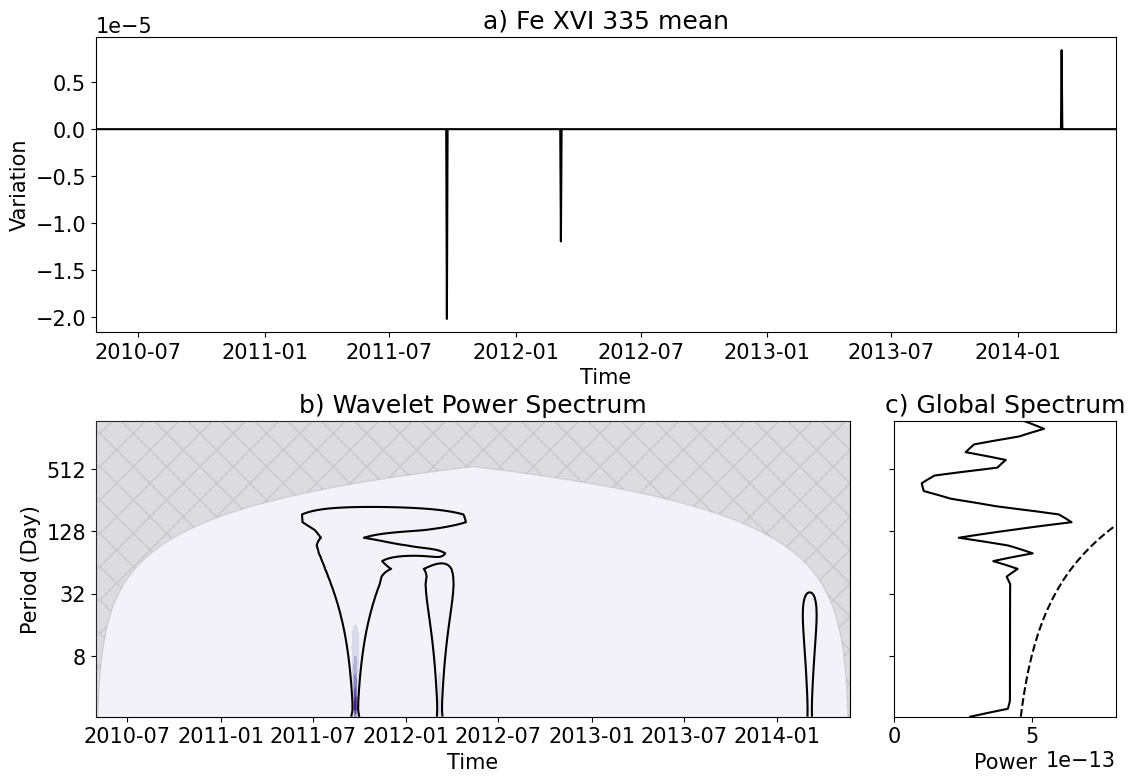 a) Fe XVI 335 mean
1e−5
0.5
0.0
−0.5
−1.0
−1.5
−2.0
Variation
2010-07 2011-01 2011-07 2012-01 2012-07 2013-01 2013-07 2014-01
Time
b) Wavelet Power Spectrum
512
128
32
8
Period (Day)
2010-07 2011-01 2011-07 2012-01 2012-07 2013-01 2013-07 2014-01
Time
c) Global Spectrum
0 5
Power 1e−13